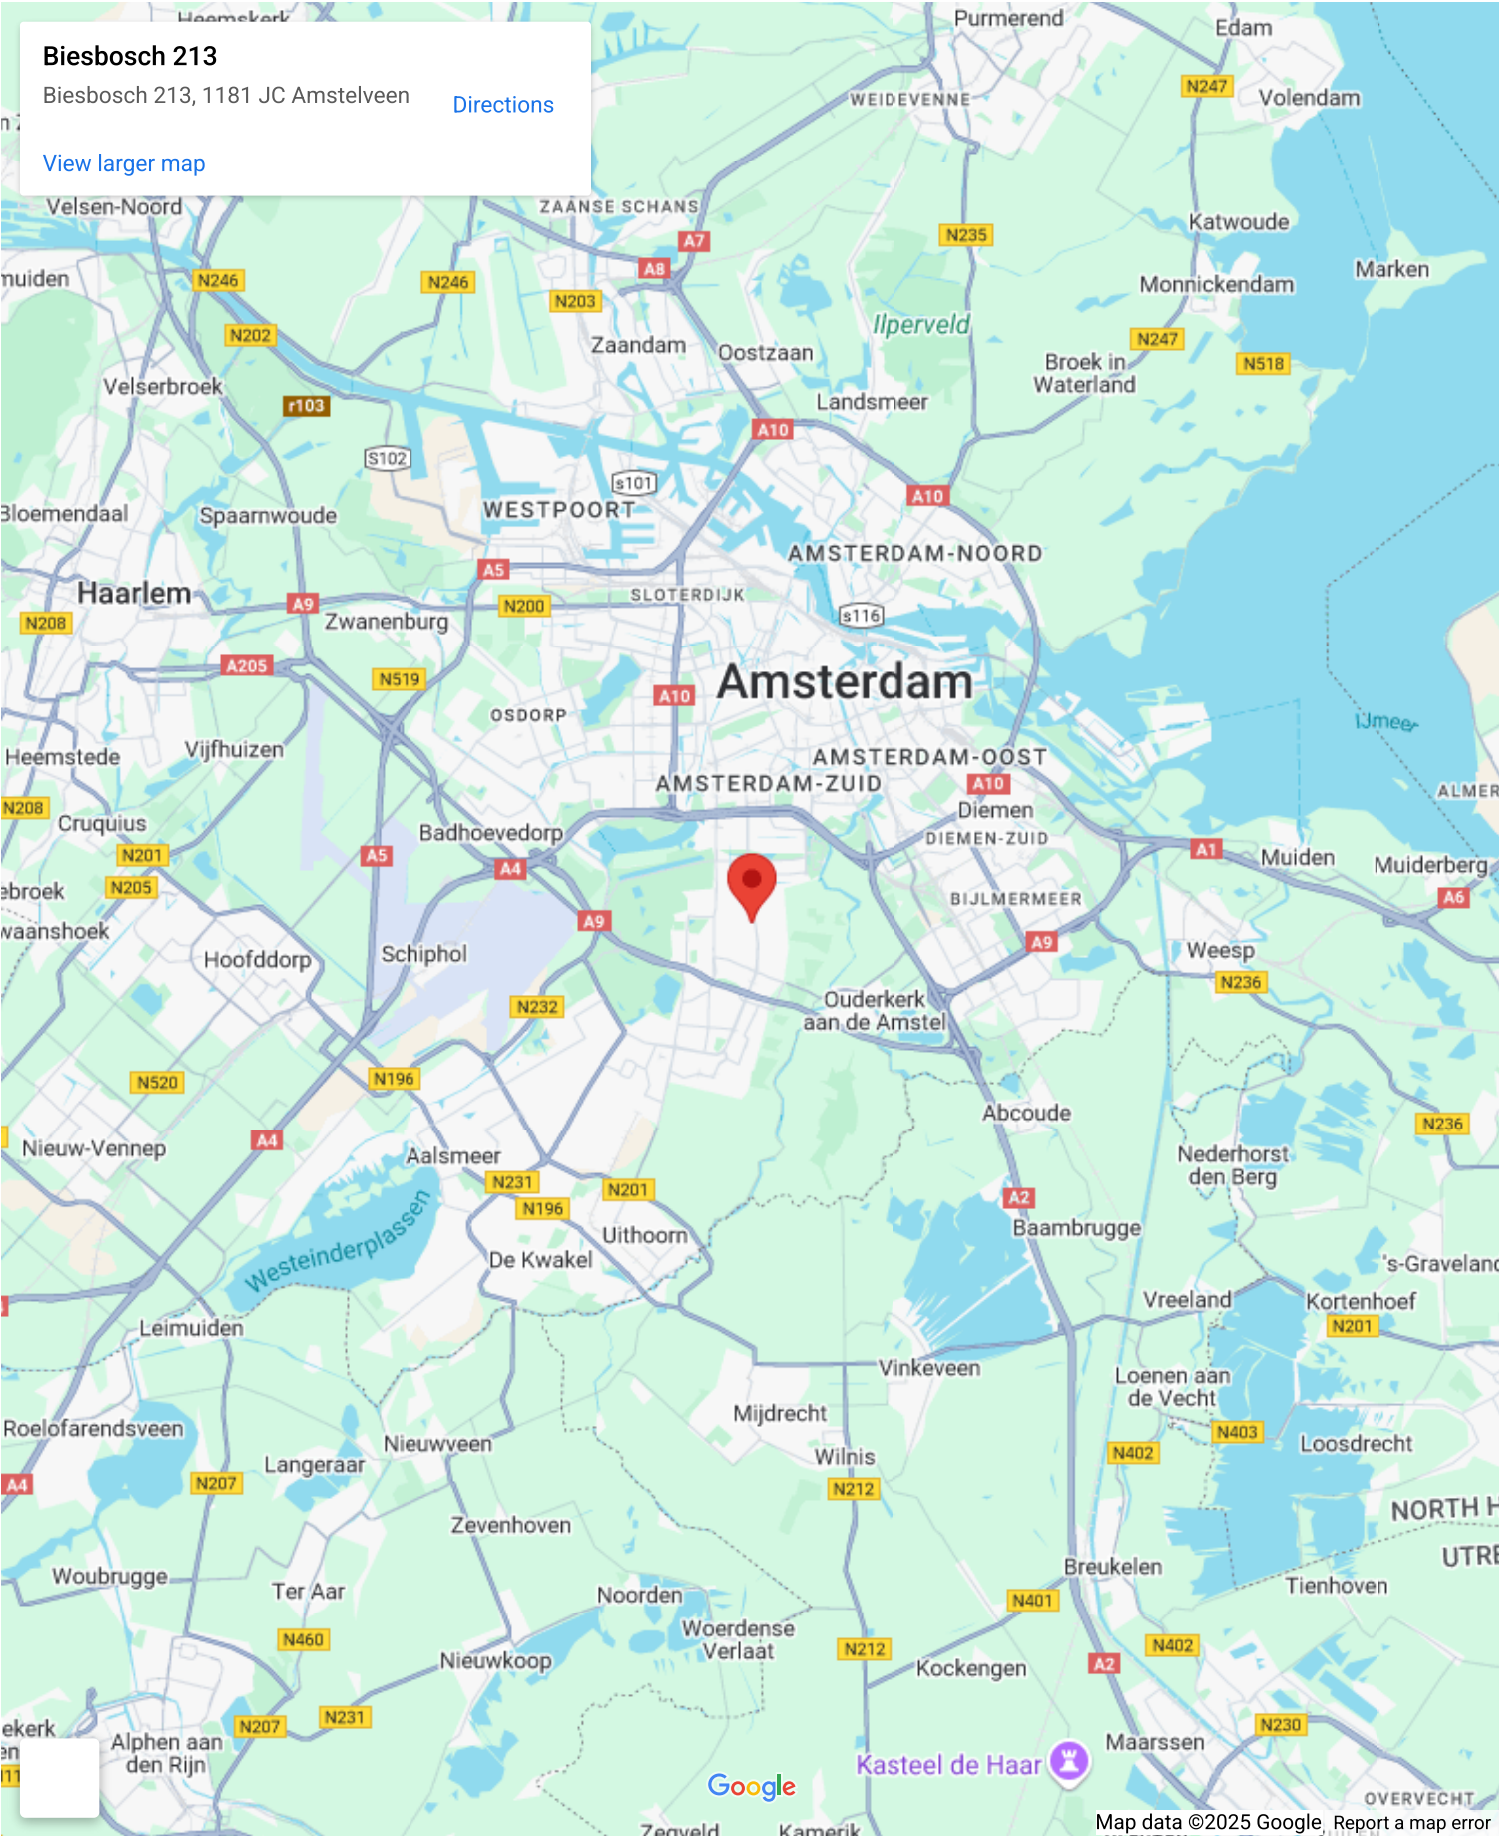 Heemskerk
Biesbosch 213
Biesbosch 213, 1181 JC Amstelveen
Directions
View larger map
Purmerend
Edam
N247
Volendam
WEIDEVENNE
Velsen-Noord
ZAANSE SCHANS
A7
N235
Katwoude
A8
Marken
muiden
N246
N246
N203
Monnickendam
Ilperveld
N202
Zaandam
Oostzaan
N247
Broek in
Waterland
N518
Velserbroek
r103
Landsmeer
A10
S102
s101
A10
WESTPOORT
Bloemendaal
Spaarnwoude
AMSTERDAM-NOORD
A5
Haarlem
A9
N200
SLOTERDIJK
N208
Zwanenburg
s116
A205
N519
A10
Amsterdam
OSDORP
IJmeer
Heemstede
Vijfhuizen
AMSTERDAM-OOST
AMSTERDAM-ZUID
A10
ALMER
N208
Cruquius
Diemen
Badhoevedorp
DIEMEN-ZUID
N201
A5
A4
A1
Muiden
Muiderberg
ebroek
N205
BIJLMERMEER
A6
waanshoek
A9
A9
Hoofddorp
Schiphol
Weesp
N236
N232
Ouderkerk
aan de Amstel
N520
N196
Abcoude
N236
A4
Nieuw-Vennep
Aalsmeer
Nederhorst
den Berg
N231
N201
A2
N196
Westeinderplassen
Uithoorn
Baambrugge
De Kwakel
's-Graveland
Vreeland
Kortenhoef
N201
Leimuiden
Vinkeveen
Loenen aan
de Vecht
Mijdrecht
Roelofarendsveen
Nieuwveen
N403
Loosdrecht
Langeraar
Wilnis
N402
A4
N207
N212
NORTH H
Zevenhoven
UTRE
Breukelen
Woubrugge
Ter Aar
Noorden
Tienhoven
N401
Woerdense
Verlaat
N460
N212
N402
Nieuwkoop
Kockengen
A2
N231
N207
N230
ekerk
Alphen aan
den Rijn
Maarssen
Kasteel de Haar
Google
OVERVECHT
Zegveld
Kamerik
Map data ©2025 Google
Report a map error